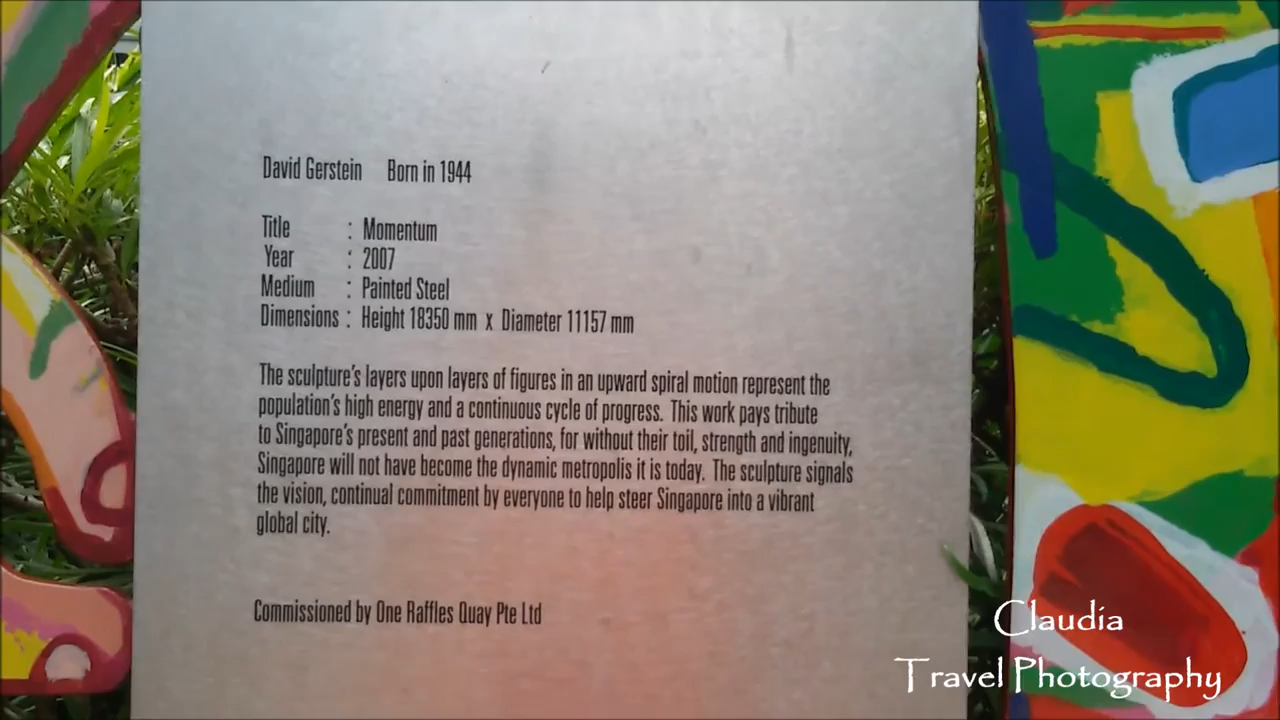 David Gerstein Born in 1944
Title : Momentum
Year : 2007
Medium : Painted Steel
Dimensions : Height 18350 mm x Diameter 11157 mm
The sculpture's layers upon layers of figures in an upward spiral motion represent the
population's high energy and a continuous cycle of progress. This work pays tribute
to Singapore's present and past generations, for without their toil, strength and ingenuity,
Singapore will not have become the dynamic metropolis it is today. The sculpture signals
the vision, continual commitment by everyone to help steer Singapore into a vibrant
global city.
Commissioned by One Raffles Quay Pte Ltd
Claudia
Travel Photography